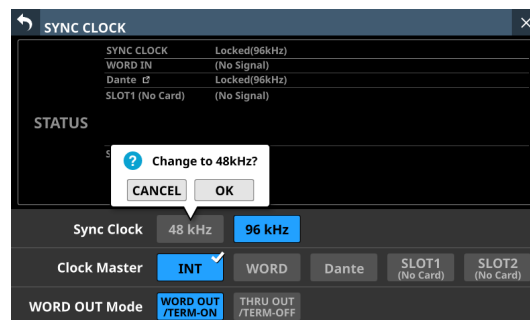 SYNC CLOCK
SYNC CLOCK Locked(96kHz)
WORD IN (No Signal)
Dante Locked(96kHz)
SLOT1 (No Card) (No Signal)
STATUS
S
Change to 48kHz?
CANCEL OK
Sync Clock 48 kHz 96 kHz
Clock Master INT WORD Dante SLOT1 (No Card) SLOT2 (No Card)
WORD OUT Mode WORD OUT /TERM-ON THRU OUT /TERM-OFF